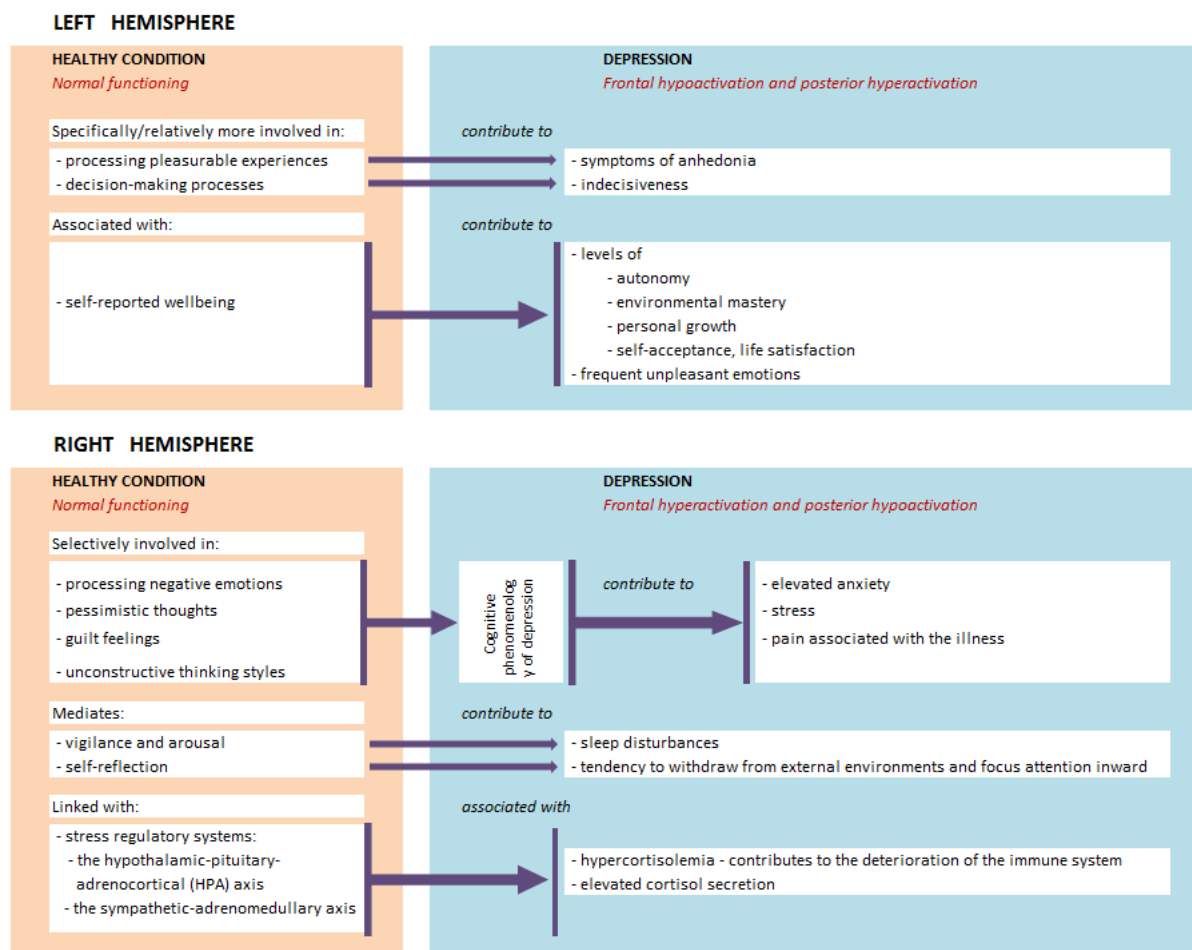 LEFT HEMISPHERE
HEALTHY CONDITION
Normal functioning
DEPRESSION
Frontal hypoactivation and posterior hyperactivation
Specifically/relatively more involved in:
contribute to
- processing pleasurable experiences
- decision-making processes
- symptoms of anhedonia
- indecisiveness
Associated with:
contribute to
- self-reported wellbeing
- levels of
- autonomy
- environmental mastery
- personal growth
- self-acceptance, life satisfaction
- frequent unpleasant emotions
RIGHT HEMISPHERE
HEALTHY CONDITION
Normal functioning
DEPRESSION
Frontal hyperactivation and posterior hypoactivation
Selectively involved in:
- processing negative emotions
- pessimistic thoughts
- guilt feelings
- unconstructive thinking styles
Cognitive
phenomenolog
y of depression
contribute to
- elevated anxiety
- stress
- pain associated with the illness
Mediates:
contribute to
- vigilance and arousal
- self-reflection
- sleep disturbances
- tendency to withdraw from external environments and focus attention inward
Linked with:
associated with
- stress regulatory systems:
- the hypothalamic-pituitary-
adrenocortical (HPA) axis
- the sympathetic-adrenomedullary axis
- hypercortisolemia - contributes to the deterioration of the immune system
- elevated cortisol secretion